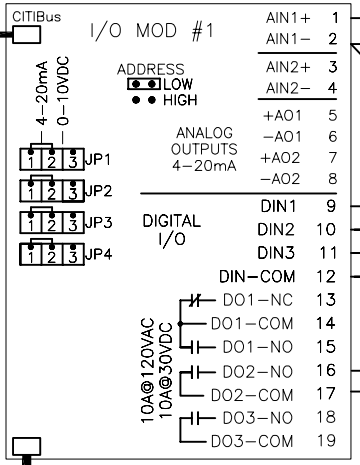 CITIBus
I/O MOD #1
ADDRESS
LOW
HIGH
4-20mA
0-10VDC
1 2 3 JP1
1 2 3 JP2
1 2 3 JP3
1 2 3 JP4
AIN1+ 1
AIN1- 2
AIN2+ 3
AIN2- 4
ANALOG
OUTPUTS
4-20mA
+AO1 5
-AO1 6
+AO2 7
-AO2 8
DIGITAL
I/O
DIN1 9
DIN2 10
DIN3 11
DIN-COM 12
10A@120VAC
10A@30VDC
DO1-NC 13
DO1-COM 14
DO1-NO 15
DO2-NO 16
DO2-COM 17
DO3-NO 18
DO3-COM 19